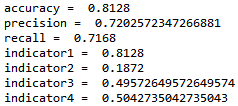 accuracy =  0.8128
precision =  0.7202572347266881
recall =  0.7168
indicator1 =  0.8128
indicator2 =  0.1872
indicator3 =  0.49572649572649574
indicator4 =  0.5042735042735043